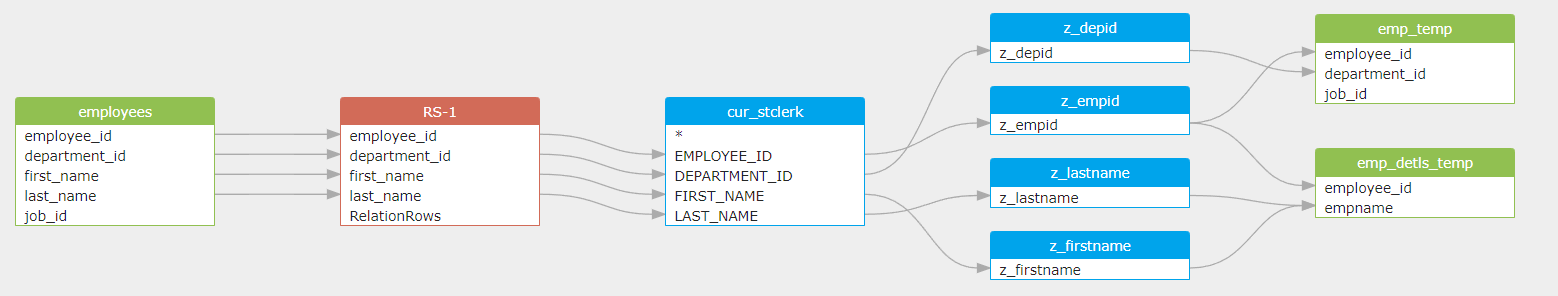 employees
employee_id
department_id
first_name
last_name
job_id
RS-1
employee_id
department_id
first_name
last_name
RelationRows
cur_stclerk
*
EMPLOYEE_ID
DEPARTMENT_ID
FIRST_NAME
LAST_NAME
z_depid
z_depid
z_empid
z_empid
z_lastname
z_lastname
z_firstname
z_firstname
emp_temp
employee_id
department_id
job_id
emp_detls_temp
employee_id
empname